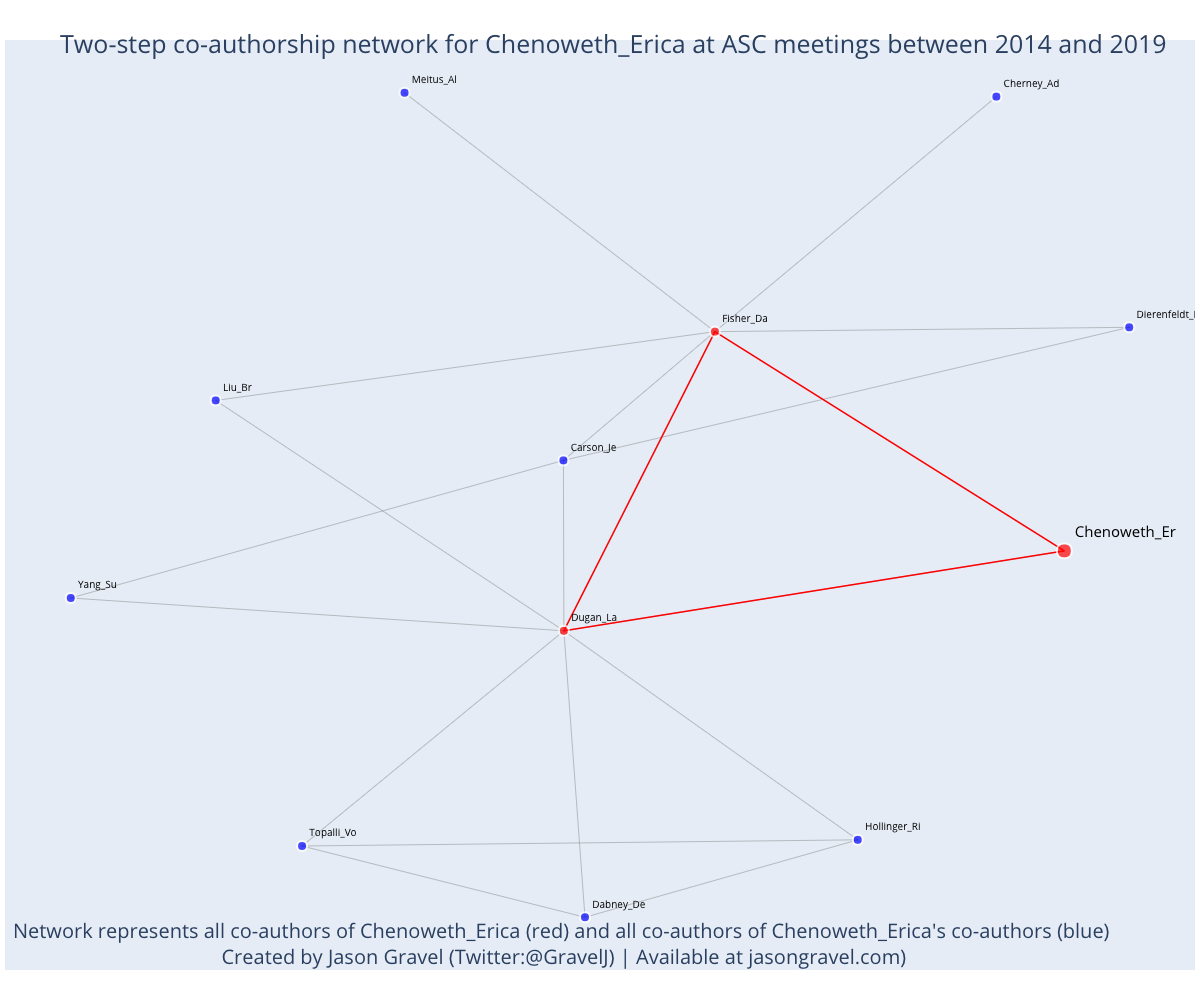 Two-step co-authorship network for Chenoweth_Erica at ASC meetings between 2014 and 2019
Meitus_Al
Cherney_Ad
Fisher_Da
Dierenfeldt_
Liu_Br
Carson_Je
Chenoweth_Er
Yang_Su
Dugan_La
Topalli_Vo
Hollinger_Ri
Dabney_De
Network represents all co-authors of Chenoweth_Erica (red) and all co-authors of Chenoweth_Erica's co-authors (blue)
Created by Jason Gravel (Twitter:@GravelJ) | Available at jasongravel.com)